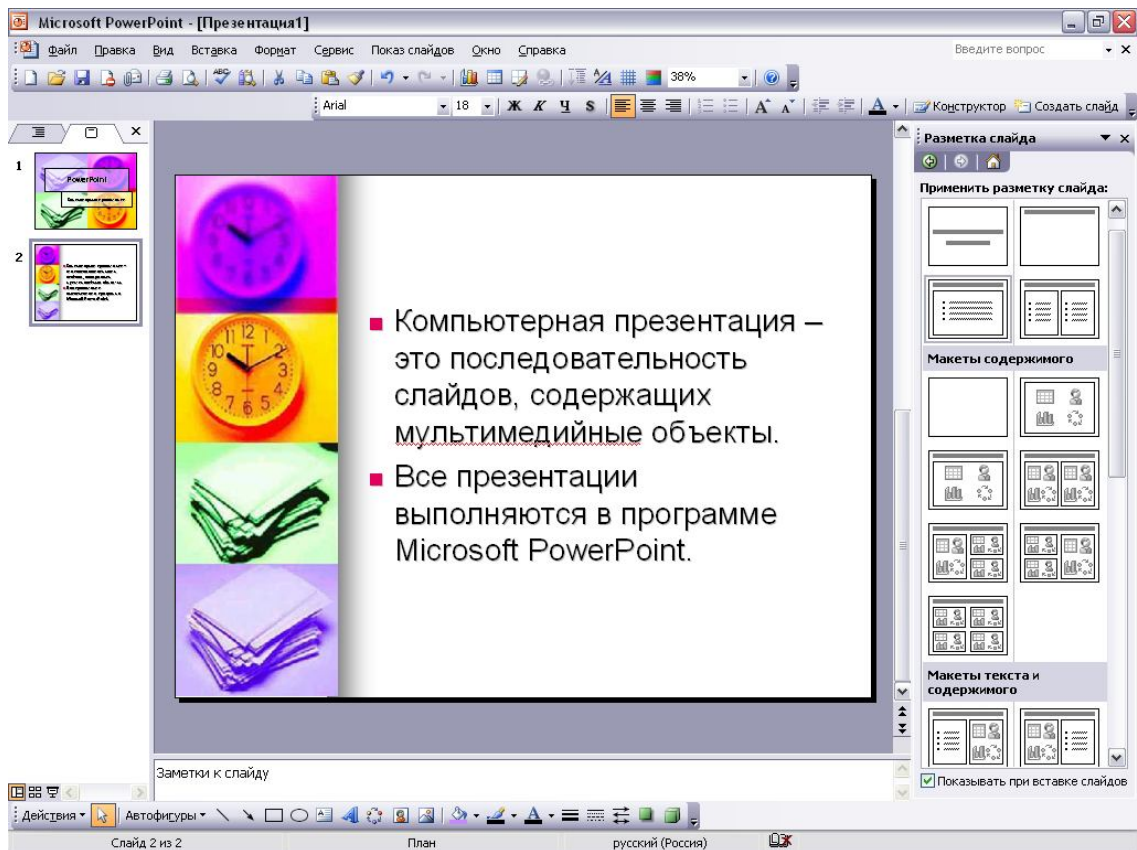 Microsoft PowerPoint - [Презентация1]
Файл Правка Вид Вставка Формат Сервис Показ слайдов Окно Справка Введите вопрос
38%
Arial 18 Ж К Ч S Конструктор Создать слайд
1
PowerPoint
2
Компьютерная презентация –
это последовательность
слайдов, содержащих
мультимедийные объекты.
Все презентации
выполняются в программе
Microsoft PowerPoint.
Разметка слайда
Применить разметку слайда:
Макеты содержимого
Макеты текста и
содержимого
Показывать при вставке слайдов
Заметки к слайду
Действия Автофигуры
Слайд 2 из 2 План русский (Россия)